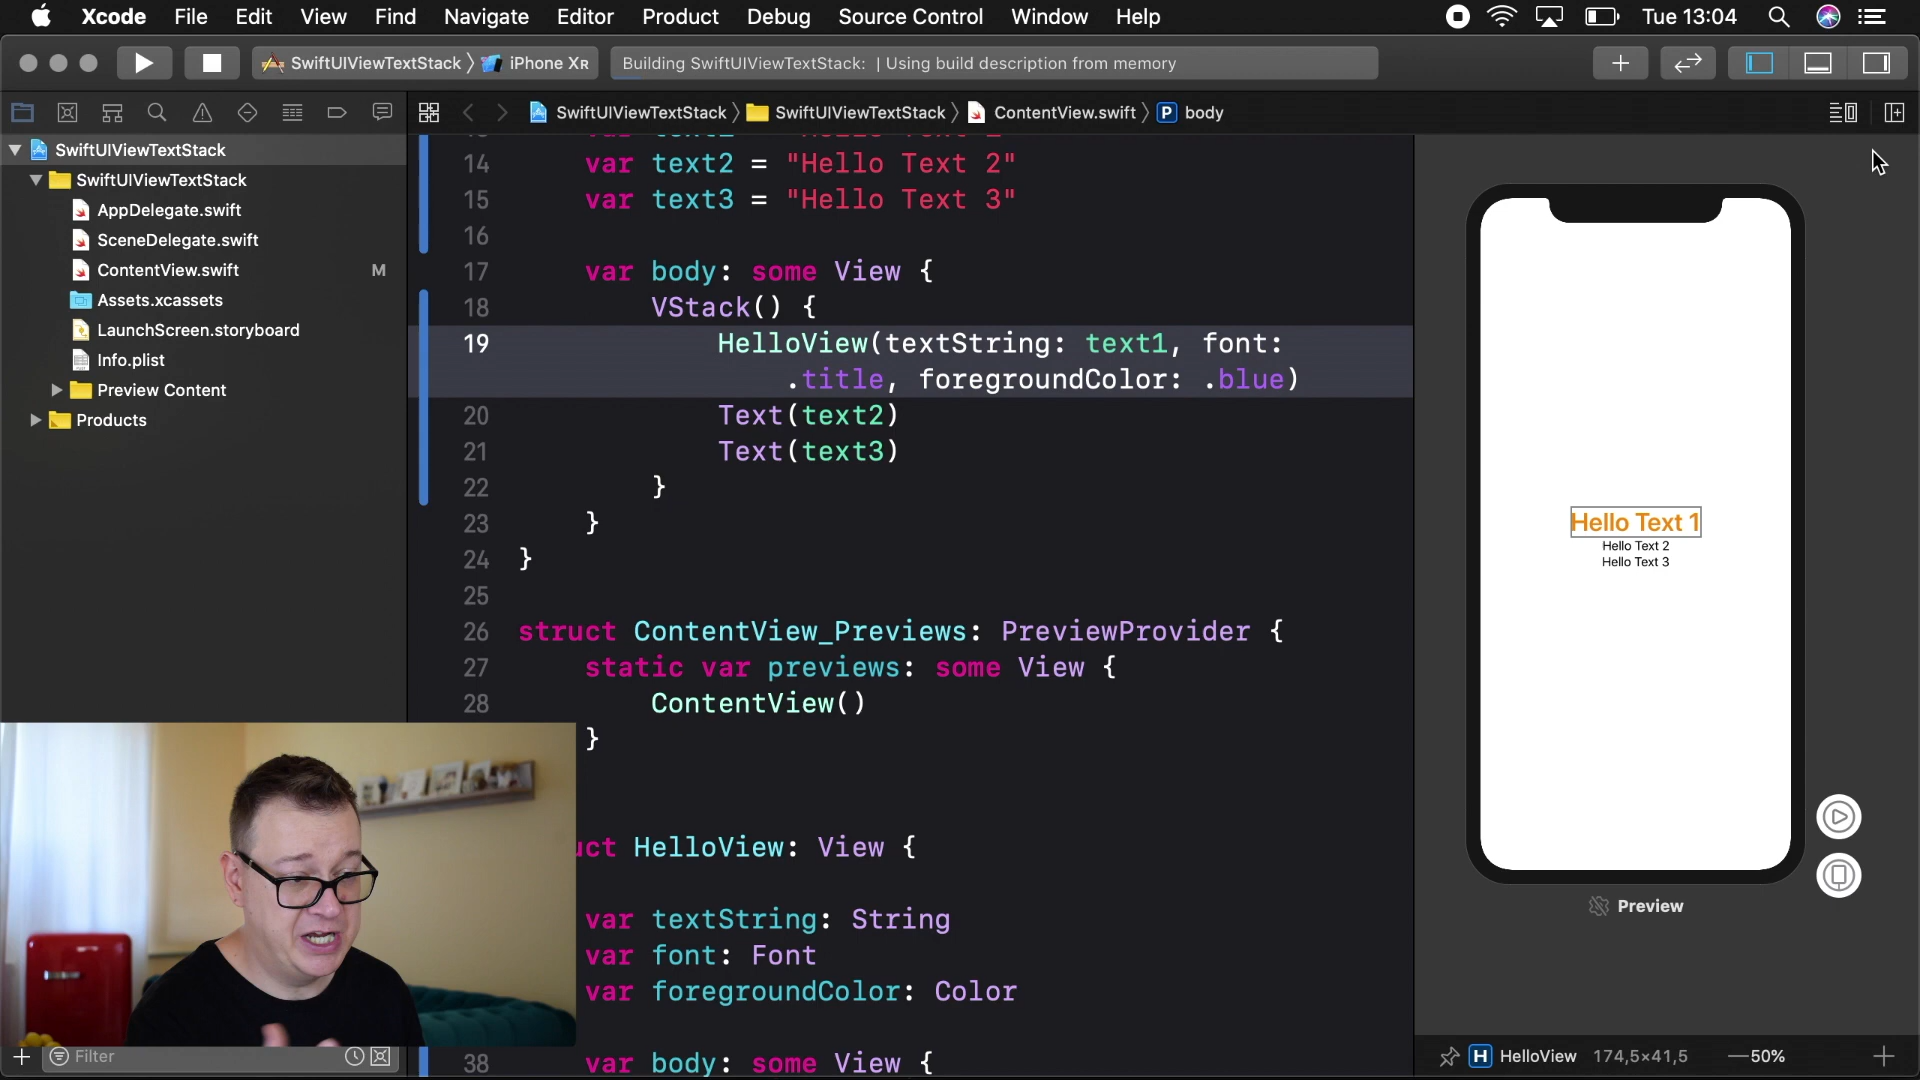 Xcode File Edit View Find Navigate Editor Product Debug Source Control Window Help Tue 13:04
SwiftUIViewTextStack iPhone XR Building SwiftUIViewTextStack: | Using build description from memory
SwiftUIViewTextStack SwiftUIViewTextStack ContentView.swift P body
SwiftUIViewTextStack
SwiftUIViewTextStack
AppDelegate.swift
SceneDelegate.swift
ContentView.swift M
Assets.xcassets
LaunchScreen.storyboard
Info.plist
Preview Content
Products
14 var text2 = "Hello Text 2"
15 var text3 = "Hello Text 3"
16
17 var body: some View {
18 VStack() {
19 HelloView(textString: text1, font:
.title, foregroundColor: .blue)
20 Text(text2)
21 Text(text3)
22 }
23 }
24 }
25
26 struct ContentView_Previews: PreviewProvider {
27 static var previews: some View {
28 ContentView()
}
uct HelloView: View {
var textString: String
var font: Font
var foregroundColor: Color
38 var body: some View {
Hello Text 1
Hello Text 2
Hello Text 3
Preview
Filter
H HelloView 174,5×41,5 —50% +